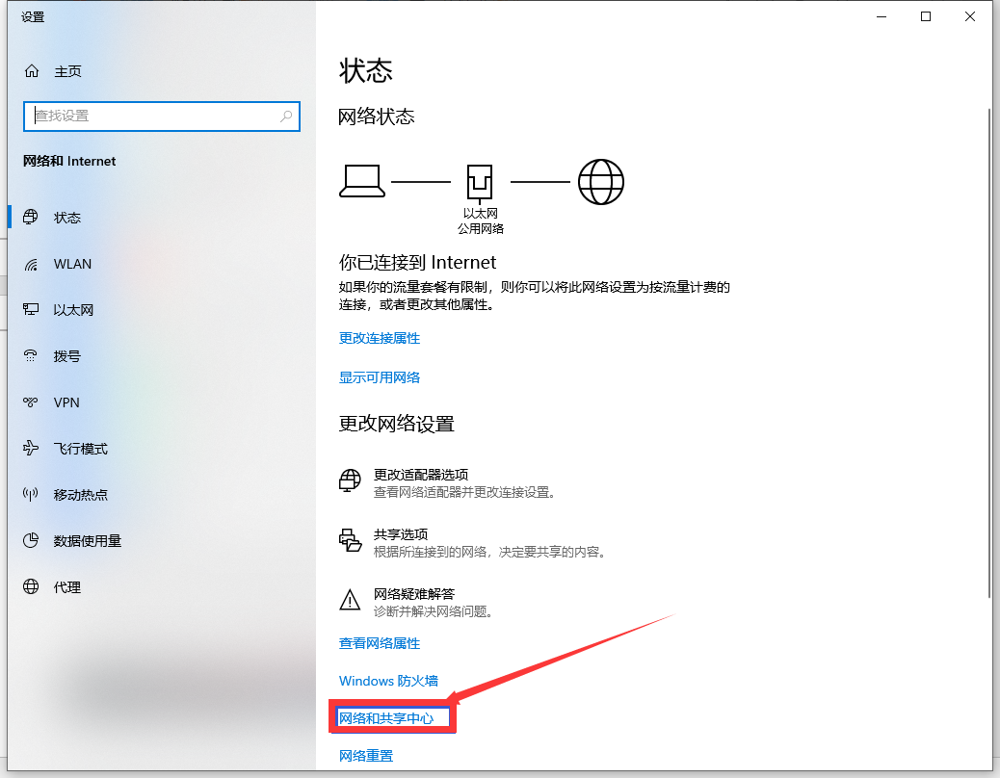 设置
主页
查找设置
网络和 Internet
状态
WLAN
以太网
拨号
VPN
飞行模式
移动热点
数据使用量
代理
状态
网络状态
以太网
公用网络
你已连接到 Internet
如果你的流量套餐有限制，则你可以将此网络设置为按流量计费的
连接，或者更改其他属性。
更改连接属性
显示可用网络
更改网络设置
更改适配器选项
查看网络适配器并更改连接设置。
共享选项
根据所连接到的网络，决定要共享的内容。
网络疑难解答
诊断并解决网络问题。
查看网络属性
Windows 防火墙
网络和共享中心
网络重置